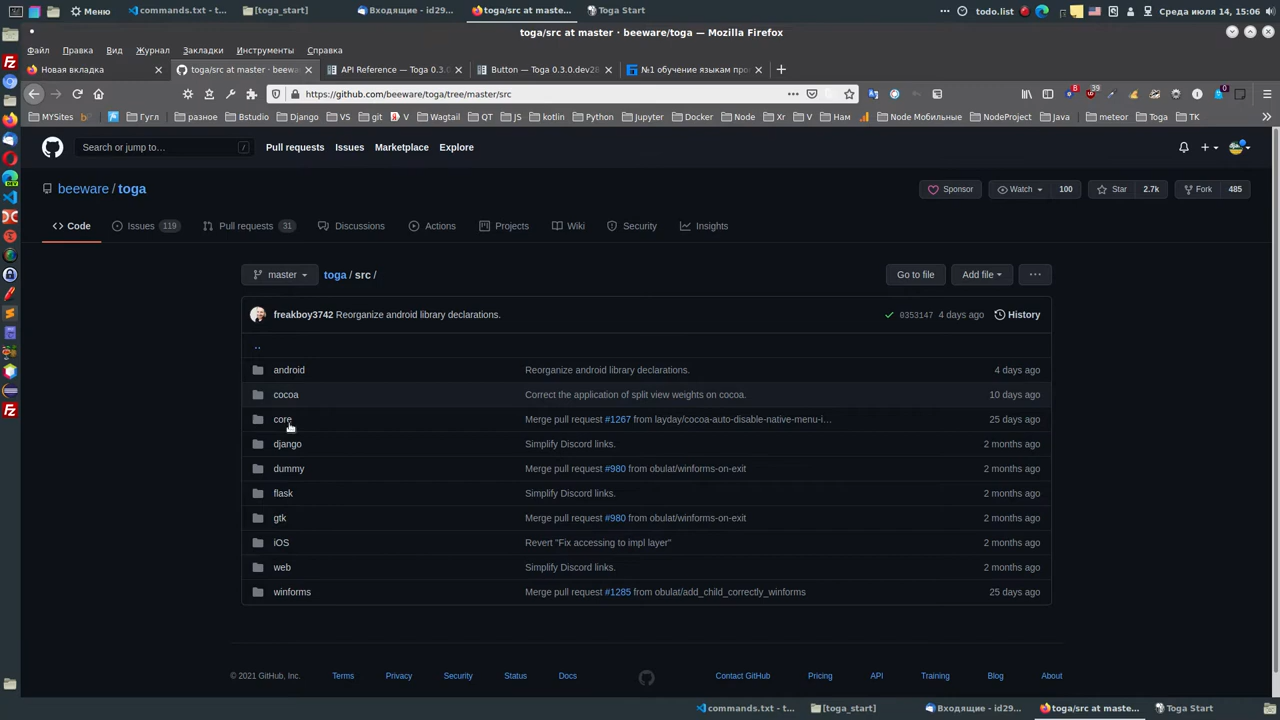 Меню
commands.txt - t...
[toga_start]
Входящие - id29...
toga/src at maste...
Toga Start
todo.list
Среда июля 14, 15:06
toga/src at master · beeware/toga — Mozilla Firefox
Файл Правка Вид Журнал Закладки Инструменты Справка
Новая вкладка
toga/src at master · beewa
API Reference — Toga 0.3.0
Button — Toga 0.3.0.dev28
№1 обучение языкам про
https://github.com/beeware/toga/tree/master/src
8 39 0
MYSites Гугл разное Bstudio Django VS git V Wagtail QT JS kotlin Python Jupyter Docker Node Xr V Нам Node Мобильные NodeProject Java meteor Toga TK
Search or jump to… /
Pull requests Issues Marketplace Explore
beeware / toga
Sponsor Watch 100 Star 2.7k Fork 485
Code Issues 119 Pull requests 31 Discussions Actions Projects Wiki Security Insights
master toga / src /
Go to file Add file ...
freakboy3742 Reorganize android library declarations. 0353147 4 days ago History
..
android Reorganize android library declarations. 4 days ago
cocoa Correct the application of split view weights on cocoa. 10 days ago
core Merge pull request #1267 from layday/cocoa-auto-disable-native-menu-i… 25 days ago
django Simplify Discord links. 2 months ago
dummy Merge pull request #980 from obulat/winforms-on-exit 2 months ago
flask Simplify Discord links. 2 months ago
gtk Merge pull request #980 from obulat/winforms-on-exit 2 months ago
iOS Revert "Fix accessing to impl layer" 2 months ago
web Simplify Discord links. 2 months ago
winforms Merge pull request #1285 from obulat/add_child_correctly_winforms 25 days ago
© 2021 GitHub, Inc. Terms Privacy Security Status Docs Contact GitHub Pricing API Training Blog About
commands.txt - t...
[toga_start]
Входящие - id29...
toga/src at maste...
Toga Start